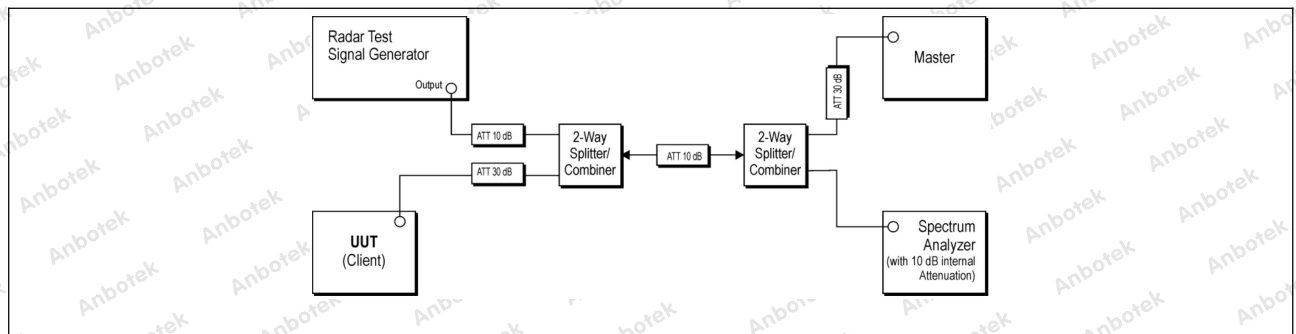 Radar Test
Signal Generator
Output
ATT 10 dB
ATT 30 dB
UUT
(Client)
2-Way
Splitter/
Combiner
ATT 10 dB
2-Way
Splitter/
Combiner
ATT 30 dB
Master
Spectrum
Analyzer
(with 10 dB internal
Attenuation)
Anbotek